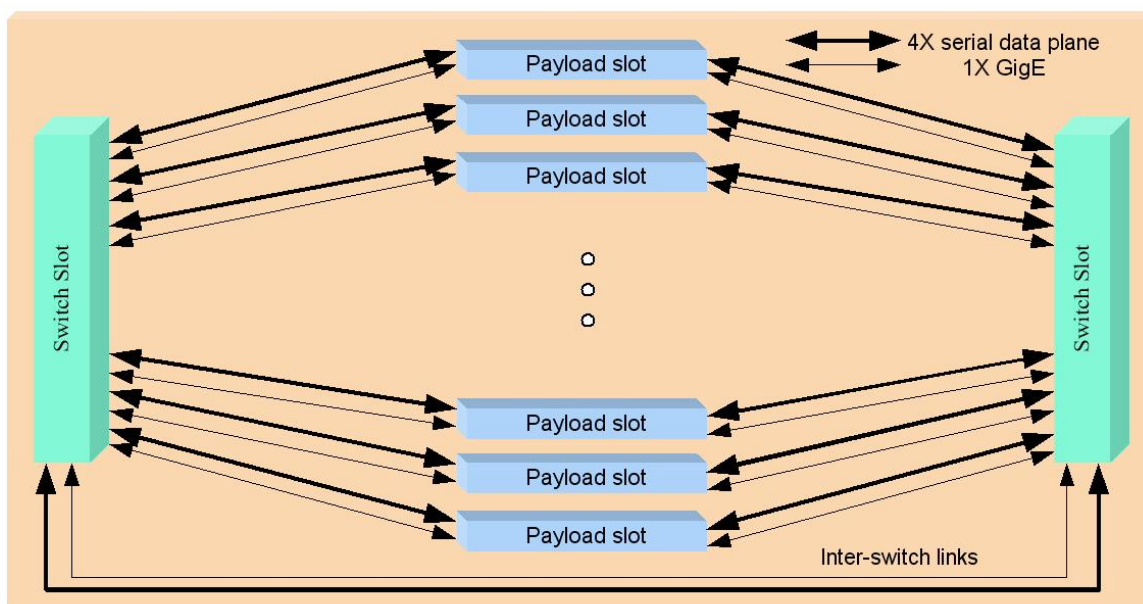 4X serial data plane
1X GigE
Payload slot
Payload slot
Payload slot
Switch Slot
Switch Slot
Payload slot
Payload slot
Payload slot
Inter-switch links